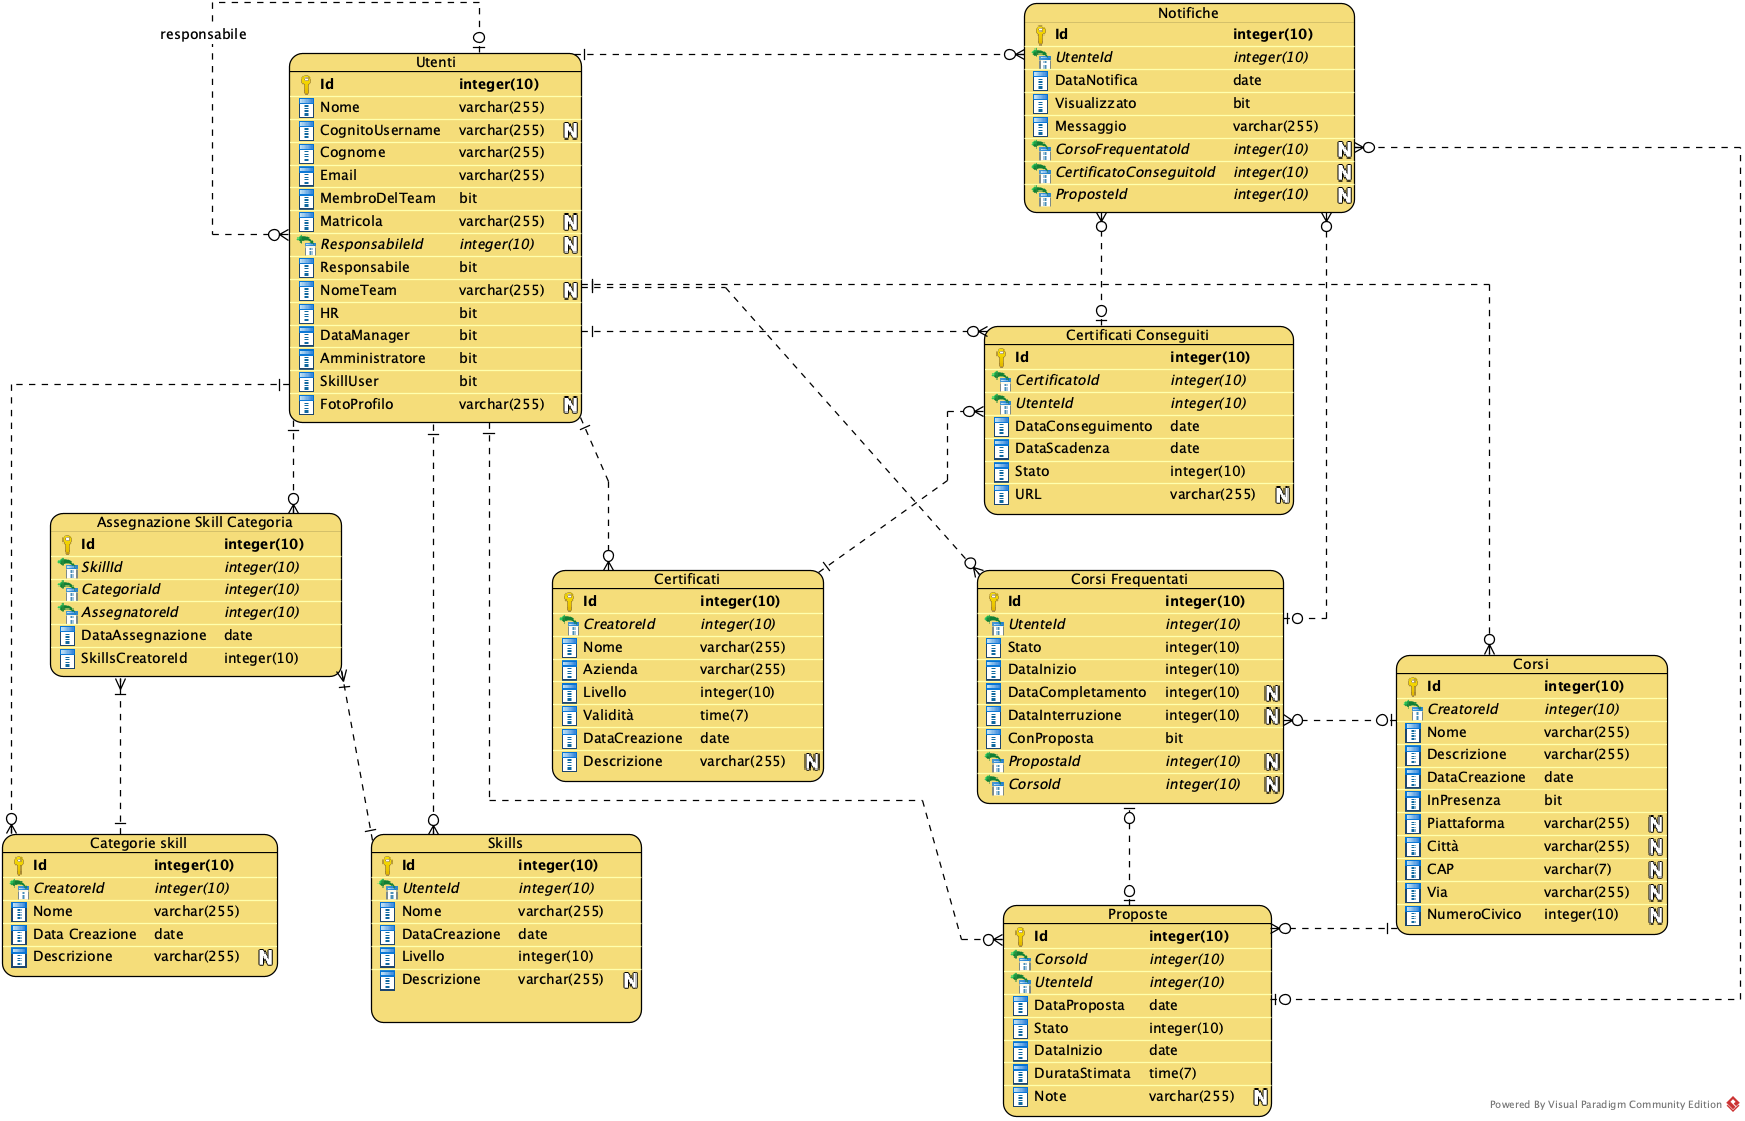 responsabile
Utenti
Id integer(10)
Nome varchar(255)
CognitoUsername varchar(255) N
Cognome varchar(255)
Email varchar(255)
MembroDelTeam bit
Matricola varchar(255) N
ResponsabileId integer(10) N
Responsabile bit
NomeTeam varchar(255) N
HR bit
DataManager bit
Amministratore bit
SkillUser bit
FotoProfilo varchar(255) N
Notifiche
Id integer(10)
UtenteId integer(10)
DataNotifica date
Visualizzato bit
Messaggio varchar(255)
CorsoFrequentatoId integer(10) N
CertificatoConseguitoId integer(10) N
ProposteId integer(10) N
Certificati Conseguiti
Id integer(10)
CertificatoId integer(10)
UtenteId integer(10)
DataConseguimento date
DataScadenza date
Stato integer(10)
URL varchar(255) N
Assegnazione Skill Categoria
Id integer(10)
SkillId integer(10)
CategoriaId integer(10)
AssegnatoreId integer(10)
DataAssegnazione date
SkillsCreatoreId integer(10)
Certificati
Id integer(10)
CreatoreId integer(10)
Nome varchar(255)
Azienda varchar(255)
Livello integer(10)
Validità time(7)
DataCreazione date
Descrizione varchar(255) N
Corsi Frequentati
Id integer(10)
UtenteId integer(10)
Stato integer(10)
DataInizio integer(10)
DataCompletamento integer(10) N
DataInterruzione integer(10) N
ConProposta bit
PropostaId integer(10) N
CorsoId integer(10) N
Corsi
Id integer(10)
CreatoreId integer(10)
Nome varchar(255)
Descrizione varchar(255)
DataCreazione date
InPresenza bit
Piattaforma varchar(255) N
Città varchar(255) N
CAP varchar(7) N
Via varchar(255) N
NumeroCivico integer(10) N
Categorie skill
Id integer(10)
CreatoreId integer(10)
Nome varchar(255)
Data Creazione date
Descrizione varchar(255) N
Skills
Id integer(10)
UtenteId integer(10)
Nome varchar(255)
DataCreazione date
Livello integer(10)
Descrizione varchar(255) N
Proposte
Id integer(10)
CorsoId integer(10)
UtenteId integer(10)
DataProposta date
Stato integer(10)
DataInizio date
DurataStimata time(7)
Note varchar(255) N
Powered By Visual Paradigm Community Edition